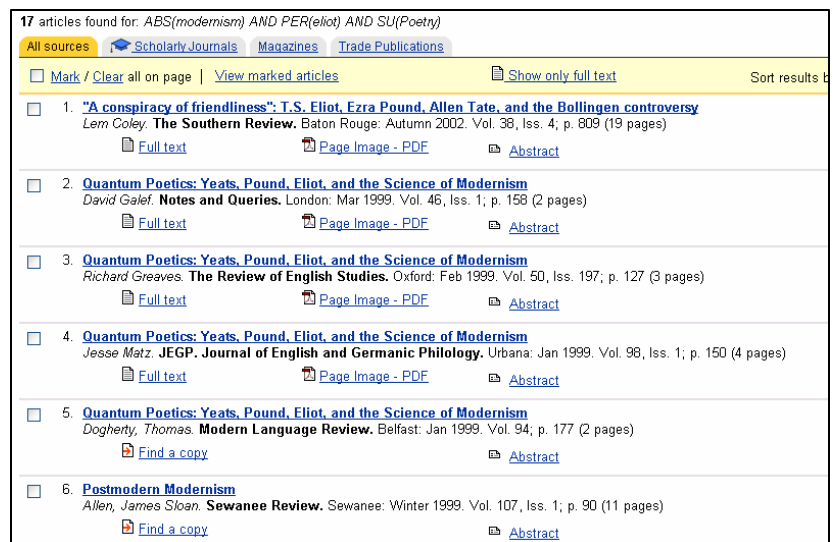 17 articles found for: ABS(modernism) AND PER(eliot) AND SU(Poetry)
All sources Scholarly Journals Magazines Trade Publications
Mark / Clear all on page | View marked articles Show only full text Sort results b
1. "A conspiracy of friendliness": T.S. Eliot, Ezra Pound, Allen Tate, and the Bollingen controversy
Lem Coley. The Southern Review. Baton Rouge: Autumn 2002. Vol. 38, Iss. 4; p. 809 (19 pages)
Full text Page Image - PDF Abstract
2. Quantum Poetics: Yeats, Pound, Eliot, and the Science of Modernism
David Galef. Notes and Queries. London: Mar 1999. Vol. 46, Iss. 1; p. 158 (2 pages)
Full text Page Image - PDF Abstract
3. Quantum Poetics: Yeats, Pound, Eliot, and the Science of Modernism
Richard Greaves. The Review of English Studies. Oxford: Feb 1999. Vol. 50, Iss. 197; p. 127 (3 pages)
Full text Page Image - PDF Abstract
4. Quantum Poetics: Yeats, Pound, Eliot, and the Science of Modernism
Jesse Matz. JEGP. Journal of English and Germanic Philology. Urbana: Jan 1999. Vol. 98, Iss. 1; p. 150 (4 pages)
Full text Page Image - PDF Abstract
5. Quantum Poetics: Yeats, Pound, Eliot, and the Science of Modernism
Dogherty, Thomas. Modern Language Review. Belfast: Jan 1999. Vol. 94; p. 177 (2 pages)
Find a copy Abstract
6. Postmodern Modernism
Allen, James Sloan. Sewanee Review. Sewanee: Winter 1999. Vol. 107, Iss. 1; p. 90 (11 pages)
Find a copy Abstract